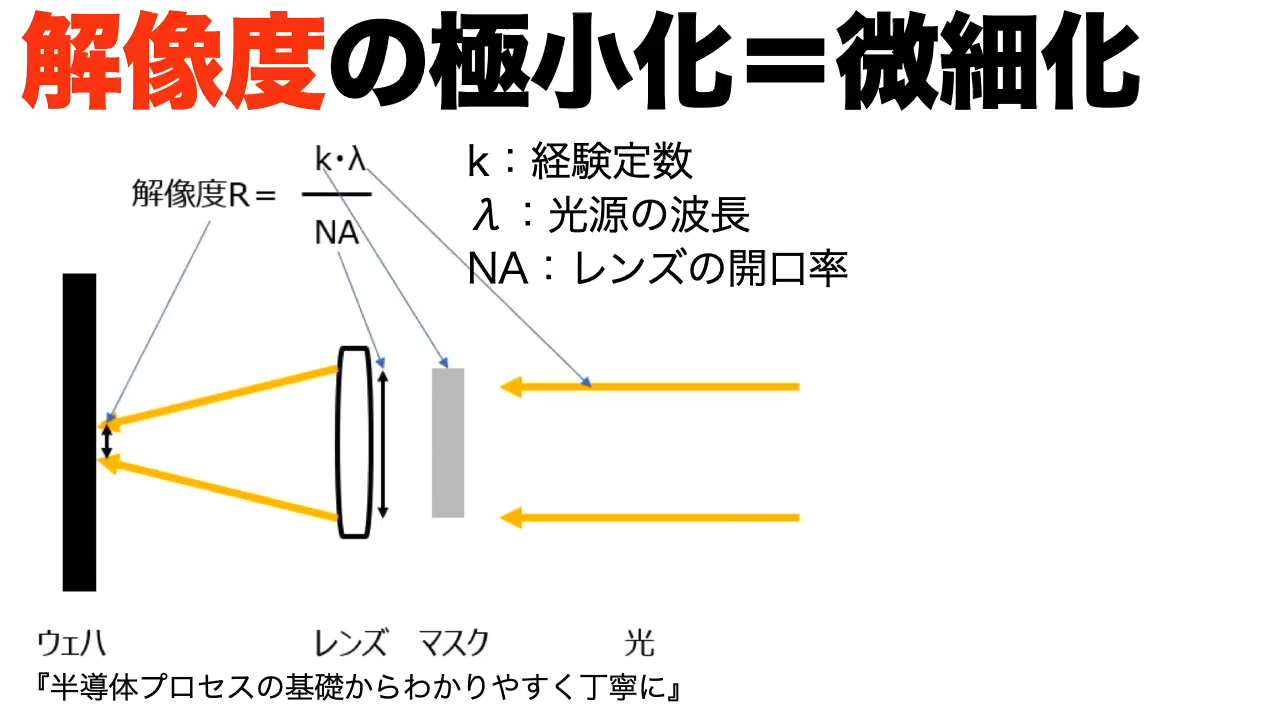 解像度の極小化＝微細化
k・λ
解像度R＝
NA
k：経験定数
λ：光源の波長
NA：レンズの開口率
ウェハ
レンズ
マスク
光
『半導体プロセスの基礎からわかりやすく丁寧に』